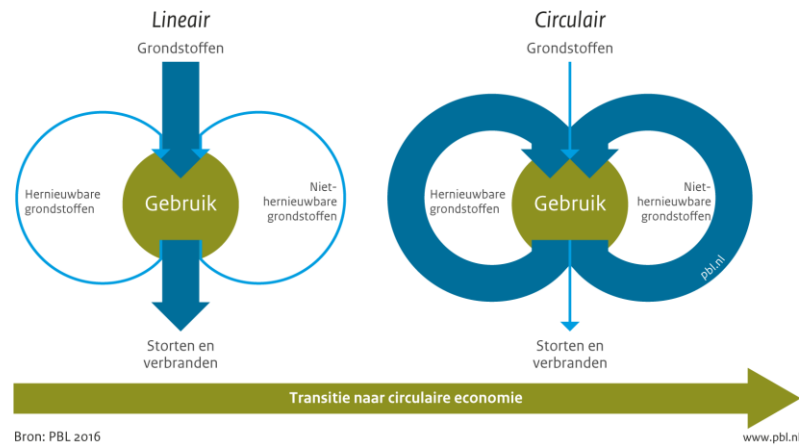 Lineair
Grondstoffen
Hernieuwbare
grondstoffen
Gebruik
Niet-
hernieuwbare
grondstoffen
Storten en
verbranden
Circulair
Grondstoffen
Hernieuwbare
grondstoffen
Gebruik
Niet-
hernieuwbare
grondstoffen
pbl.nl
Storten en
verbranden
Transitie naar circulaire economie
Bron: PBL 2016
www.pbl.nl